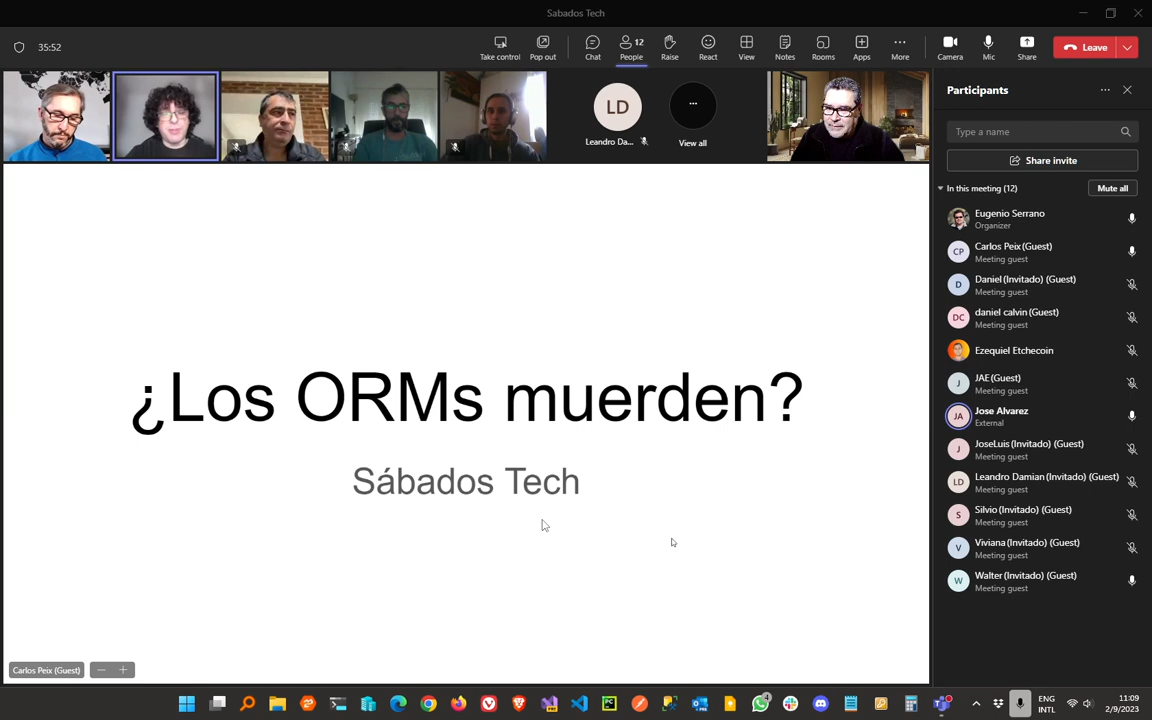 Sabados Tech
35:52
Take control
Pop out
Chat
12
People
Raise
React
View
Notes
Rooms
Apps
More
Camera
Mic
Share
Leave
LD
Leandro Da...
View all
Participants
Type a name
Share invite
In this meeting (12)
Mute all
Eugenio Serrano
Organizer
CP
Carlos Peix (Guest)
Meeting guest
D
Daniel (Invitado) (Guest)
Meeting guest
DC
daniel calvin (Guest)
Meeting guest
Ezequiel Etchecoin
J
JAE (Guest)
Meeting guest
JA
Jose Alvarez
External
J
JoseLuis (Invitado) (Guest)
Meeting guest
LD
Leandro Damian (Invitado) (Guest)
Meeting guest
S
Silvio (Invitado) (Guest)
Meeting guest
V
Viviana (Invitado) (Guest)
Meeting guest
W
Walter (Invitado) (Guest)
Meeting guest
¿Los ORMs muerden?
Sábados Tech
Carlos Peix (Guest)
ENG
INTL
11:09
2/9/2023